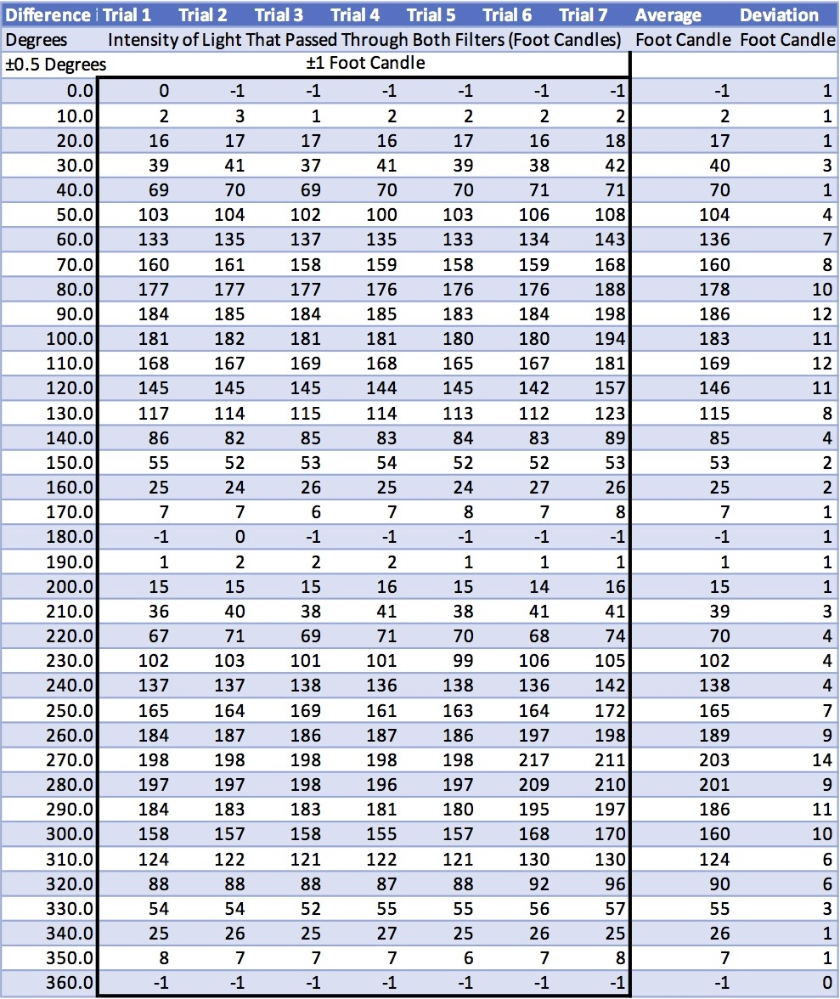 Difference i Trial 1 Trial 2 Trial 3 Trial 4 Trial 5 Trial 6 Trial 7 Average Deviation
Degrees Intensity of Light That Passed Through Both Filters (Foot Candles) Foot Candle Foot Candle
±0.5 Degrees ±1 Foot Candle
0.0 0 -1 -1 -1 -1 -1 -1 -1 1
10.0 2 3 1 2 2 2 2 2 1
20.0 16 17 17 16 17 16 18 17 1
30.0 39 41 37 41 39 38 42 40 3
40.0 69 70 69 70 70 71 71 70 1
50.0 103 104 102 100 103 106 108 104 4
60.0 133 135 137 135 133 134 143 136 7
70.0 160 161 158 159 158 159 168 160 8
80.0 177 177 177 176 176 176 188 178 10
90.0 184 185 184 185 183 184 198 186 12
100.0 181 182 181 181 180 180 194 183 11
110.0 168 167 169 168 165 167 181 169 12
120.0 145 145 145 144 145 142 157 146 11
130.0 117 114 115 114 113 112 123 115 8
140.0 86 82 85 83 84 83 89 85 4
150.0 55 52 53 54 52 52 53 53 2
160.0 25 24 26 25 24 27 26 25 2
170.0 7 7 6 7 8 7 8 7 1
180.0 -1 0 -1 -1 -1 -1 -1 -1 1
190.0 1 2 2 2 1 1 1 1 1
200.0 15 15 15 16 15 14 16 15 1
210.0 36 40 38 41 38 41 41 39 3
220.0 67 71 69 71 70 68 74 70 4
230.0 102 103 101 101 99 106 105 102 4
240.0 137 137 138 136 138 136 142 138 4
250.0 165 164 169 161 163 164 172 165 7
260.0 184 187 186 187 186 197 198 189 9
270.0 198 198 198 198 198 217 211 203 14
280.0 197 197 198 196 197 209 210 201 9
290.0 184 183 183 181 180 195 197 186 11
300.0 158 157 158 155 157 168 170 160 10
310.0 124 122 121 122 121 130 130 124 6
320.0 88 88 88 87 88 92 96 90 6
330.0 54 54 52 55 55 56 57 55 3
340.0 25 26 25 27 25 26 25 26 1
350.0 8 7 7 7 6 7 8 7 1
360.0 -1 -1 -1 -1 -1 -1 -1 -1 0